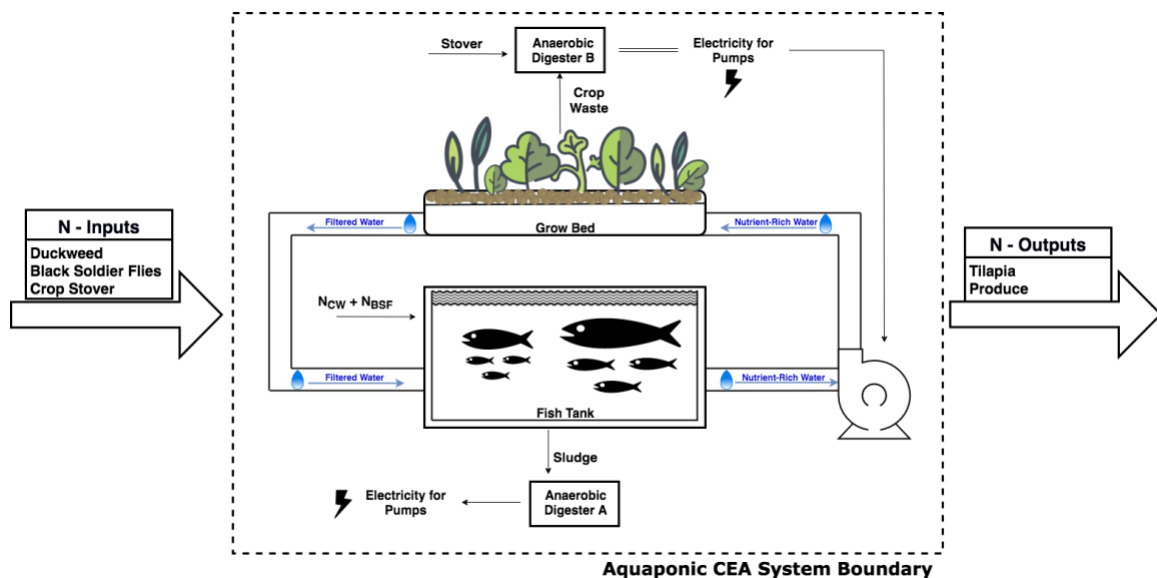 Stover
Anaerobic
Digester B
Electricity for
Pumps
Crop
Waste
N - Inputs
Duckweed
Black Soldier Flies
Crop Stover
Filtered Water
Grow Bed
Nutrient-Rich Water
N - Outputs
Tilapia
Produce
NCW + NBSF
Filtered Water
Nutrient-Rich Water
Fish Tank
Sludge
Electricity for
Pumps
Anaerobic
Digester A
Aquaponic CEA System Boundary